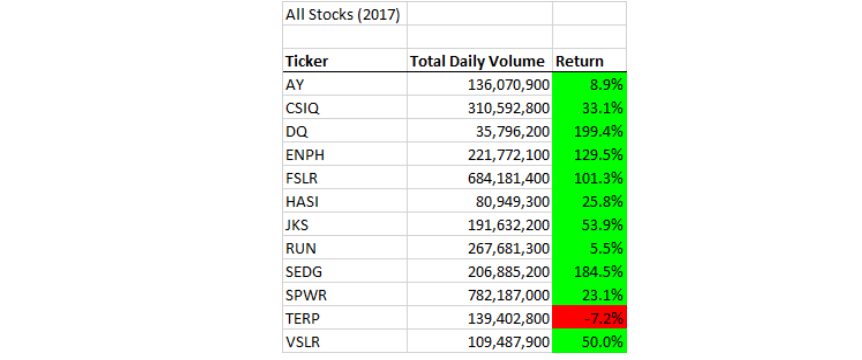 All Stocks (2017)
Ticker Total Daily Volume Return
AY 136,070,900 8.9%
CSIQ 310,592,800 33.1%
DQ 35,796,200 199.4%
ENPH 221,772,100 129.5%
FSLR 684,181,400 101.3%
HASI 80,949,300 25.8%
JKS 191,632,200 53.9%
RUN 267,681,300 5.5%
SEDG 206,885,200 184.5%
SPWR 782,187,000 23.1%
TERP 139,402,800 -7.2%
VSLR 109,487,900 50.0%